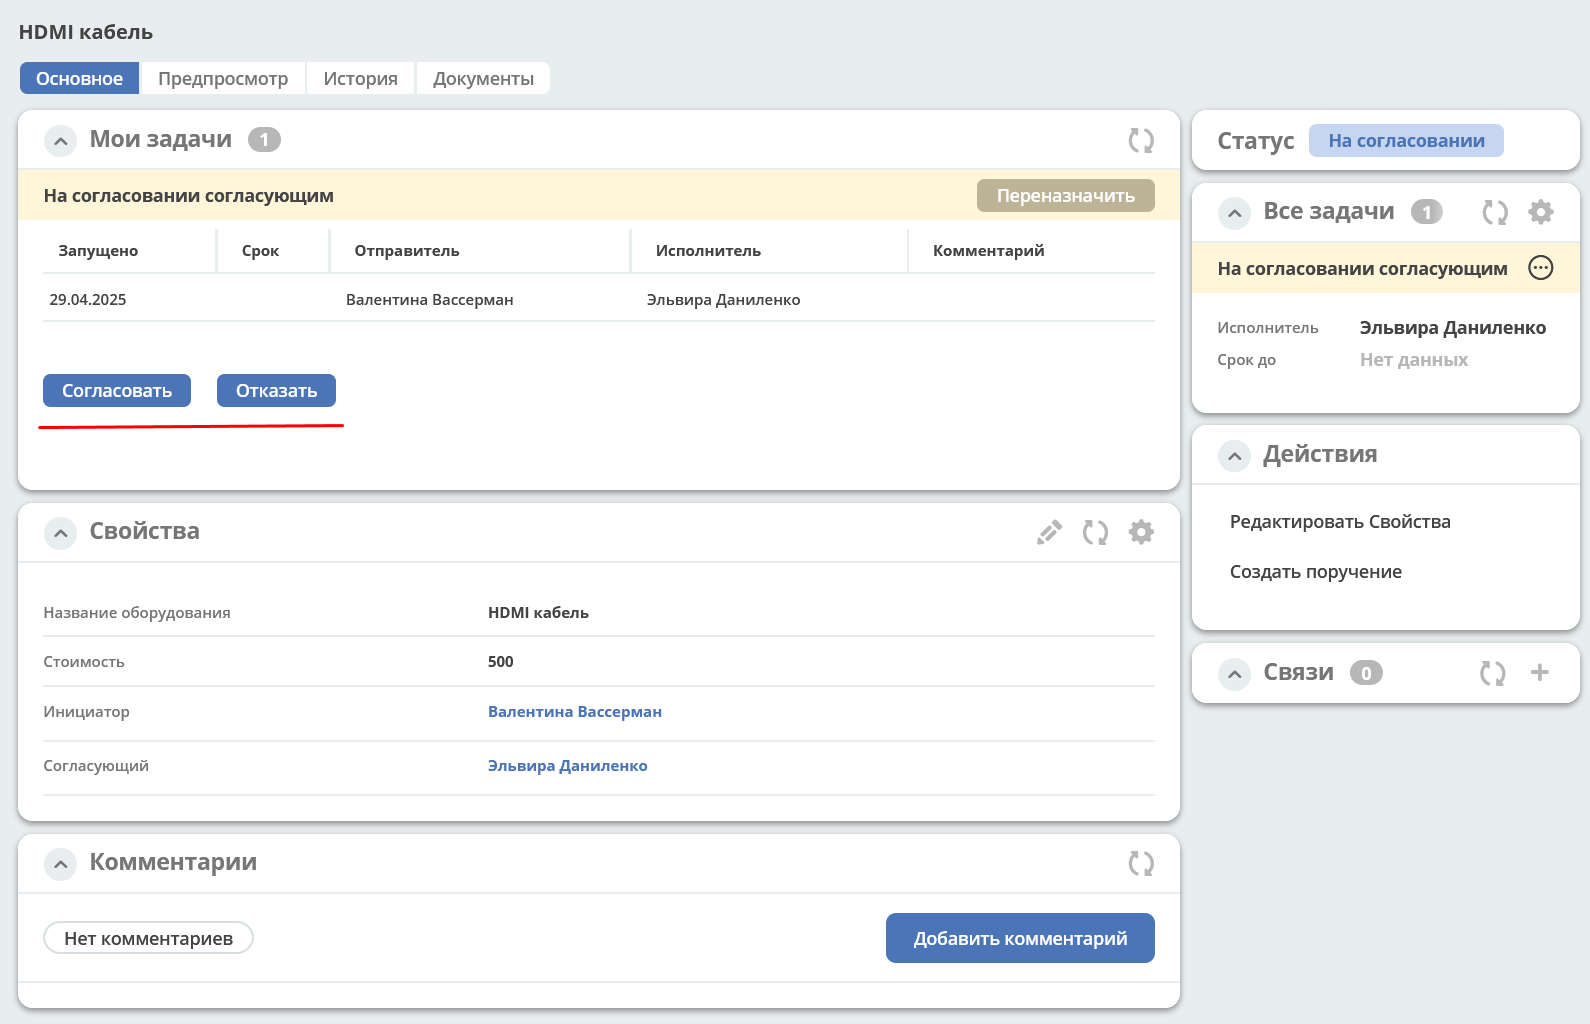 HDMI кабель
Основное Предпросмотр История Документы
Мои задачи 1
На согласовании согласующим Переназначить
Запущено Срок Отправитель Исполнитель Комментарий
29.04.2025 Валентина Вассерман Эльвира Даниленко
Согласовать Отказать
Свойства
Название оборудования HDMI кабель
Стоимость 500
Инициатор Валентина Вассерман
Согласующий Эльвира Даниленко
Комментарии
Нет комментариев Добавить комментарий
Статус На согласовании
Все задачи 1
На согласовании согласующим
Исполнитель Эльвира Даниленко
Срок до Нет данных
Действия
Редактировать Свойства
Создать поручение
Связи 0